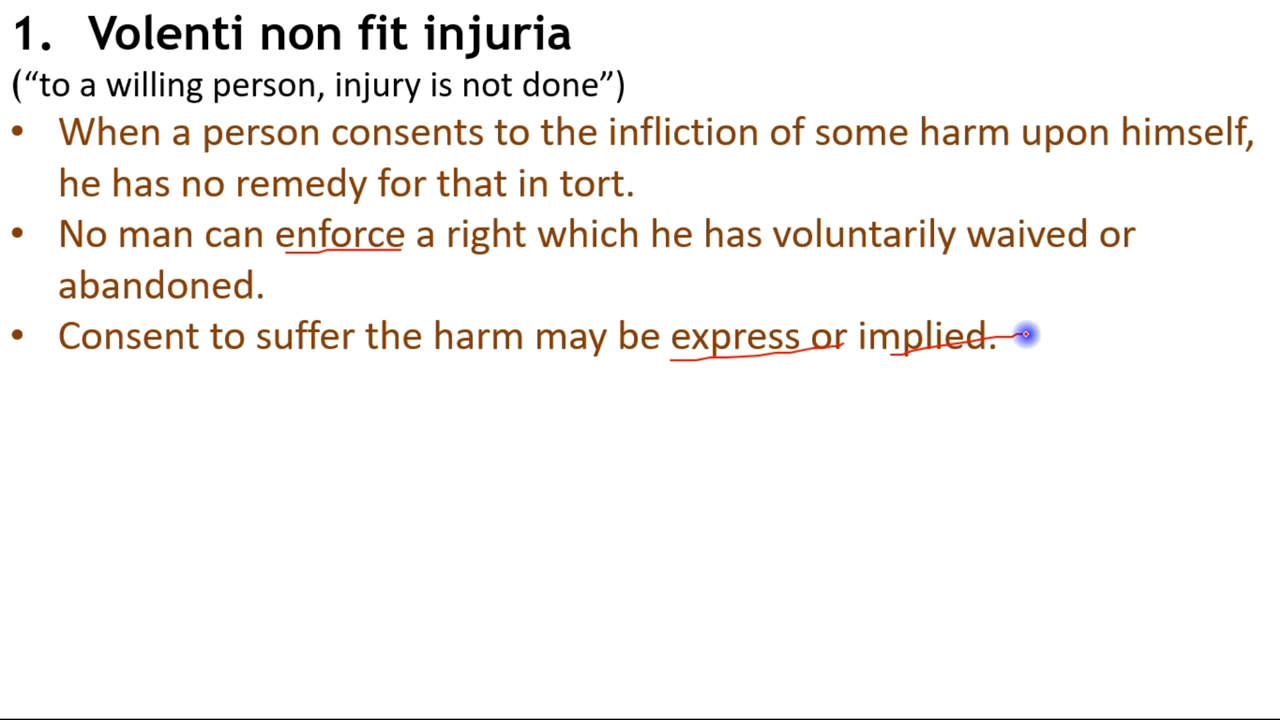 1. Volenti non fit injuria
(“to a willing person, injury is not done”)
• When a person consents to the infliction of some harm upon himself,
he has no remedy for that in tort.
• No man can enforce a right which he has voluntarily waived or
abandoned.
• Consent to suffer the harm may be express or implied.